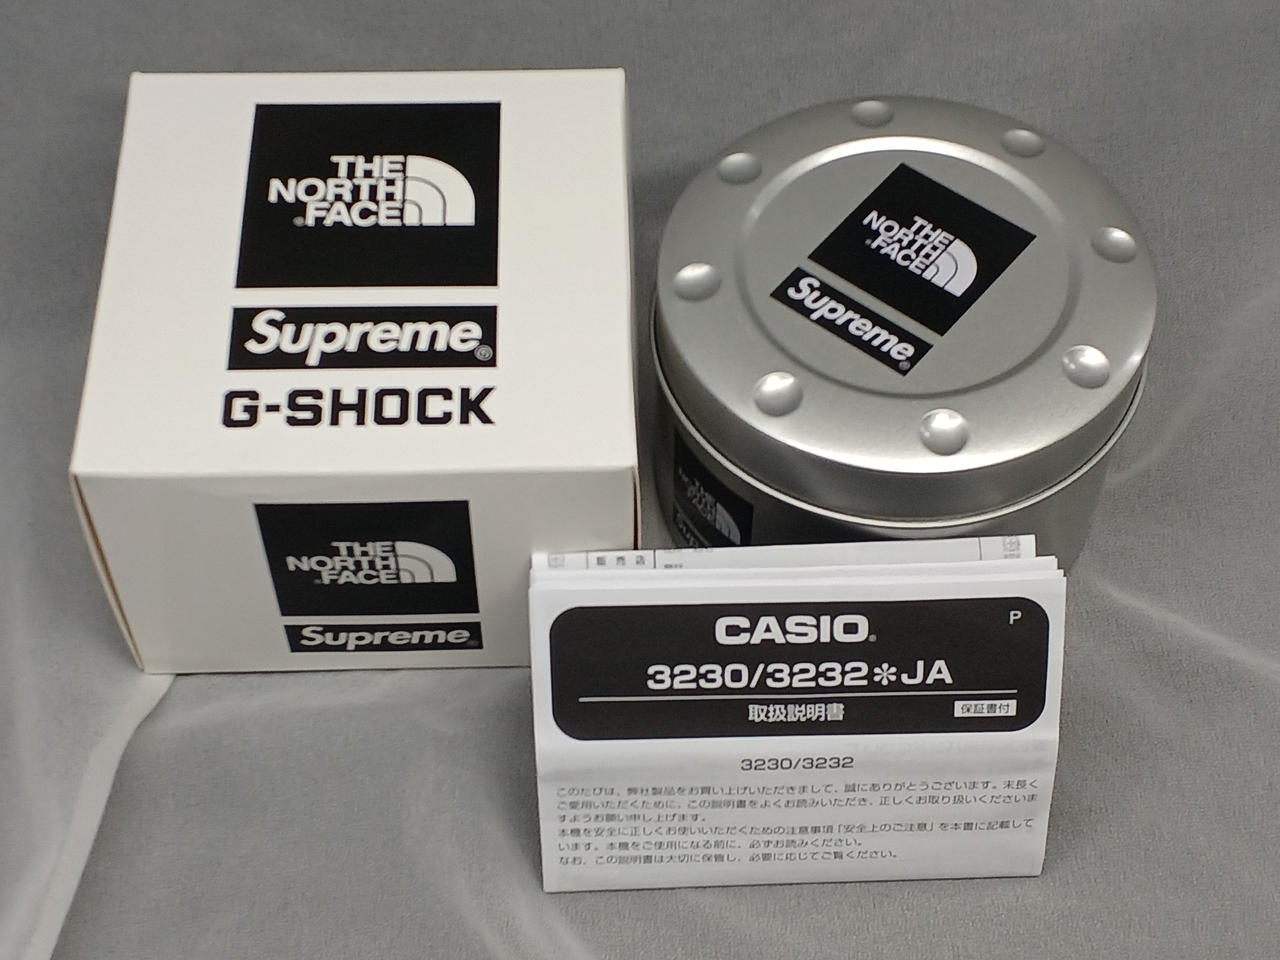 THE
NORTH
FACE
Supreme
G-SHOCK
THE
NORTH
FACE
Supreme
THE
NORTH
FACE
Supreme
THE
NORTH
FACE
販売店
CASIO
P
3230/3232✻JA
取扱説明書
保証書付
3230/3232
このたびは、弊社製品をお買い上げいただきまして、誠にありがとうございます。末長く
ご愛用いただくために、この説明書をよくお読みいただき、正しくお取り扱いくださいま
すようお願い申し上げます。
本機を安全に正しくお使いいただくための注意事項「安全上のご注意」を本書に記載して
います。本機をご使用になる前に、必ずお読みください。
なお、この説明書は大切に保管し、必要に応じてご覧ください。